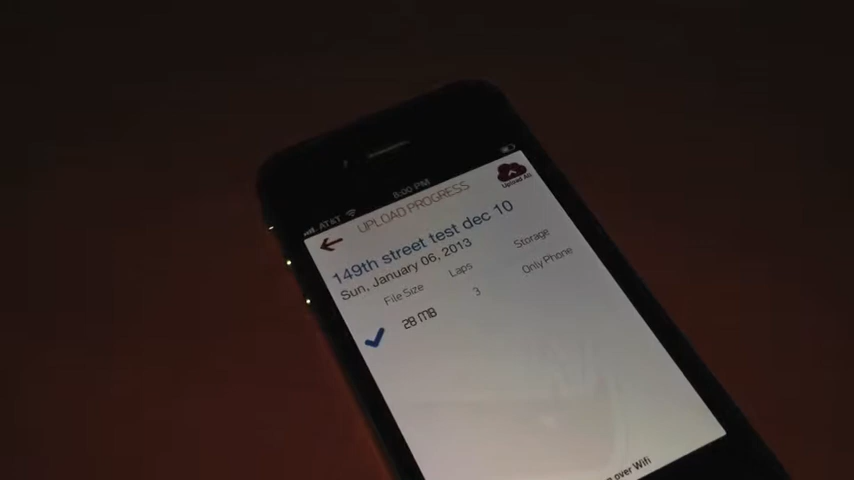 AT&T 8:00 PM
UPLOAD PROGRESS
Upload All
149th street test dec 10
Sun, January 06, 2013
File Size Laps Storage
28 MB 3 Only Phone
over Wifi